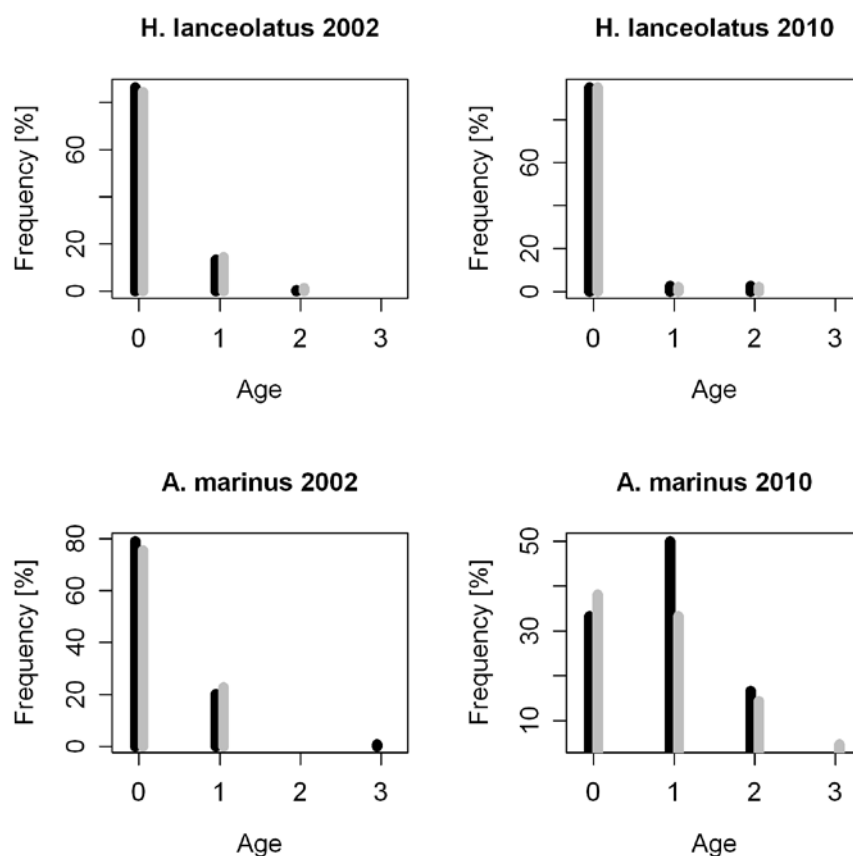 H. lanceolatus 2002
Frequency [%]
60
20
0
0 1 2 3
Age
H. lanceolatus 2010
Frequency [%]
60
20
0
0 1 2 3
Age
A. marinus 2002
Frequency [%]
80
60
40
20
0
0 1 2 3
Age
A. marinus 2010
Frequency [%]
50
30
10
0 1 2 3
Age